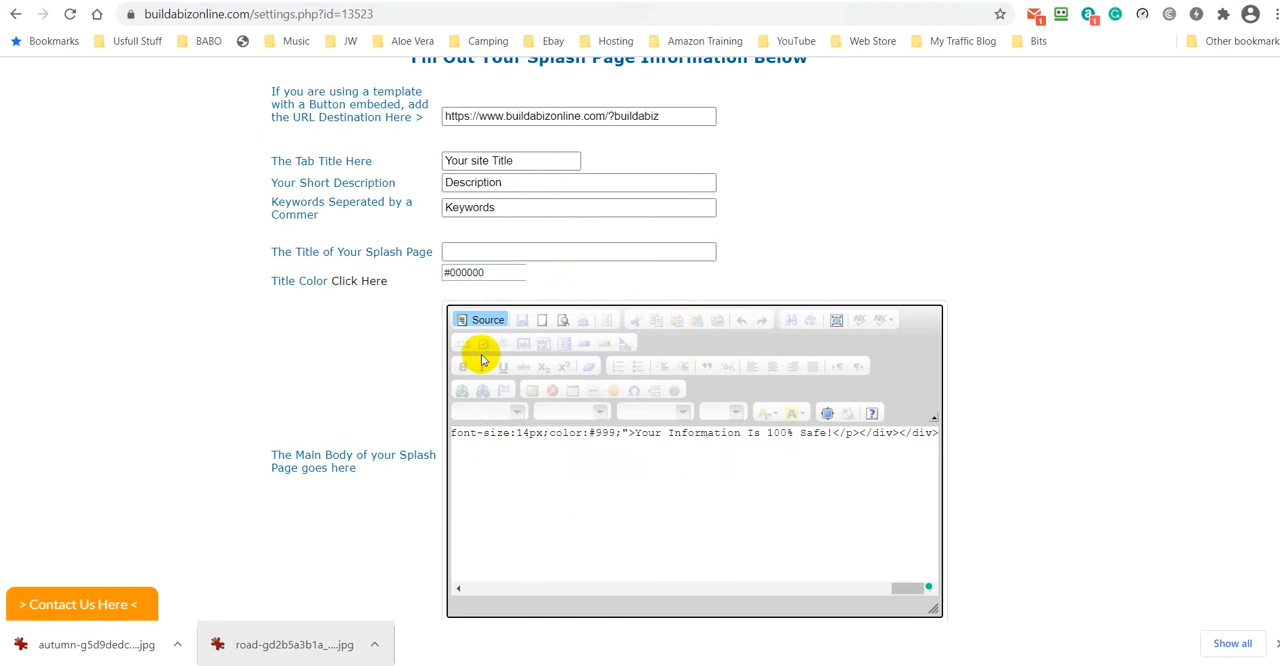 buildabizonline.com/settings.php?id=13523
1
1
Bookmarks
Usfull Stuff
BABO
Music
JW
Aloe Vera
Camping
Ebay
Hosting
Amazon Training
YouTube
Web Store
My Traffic Blog
Bits
Other bookmark
Fill Out Your Splash Page Information Below
If you are using a template
with a Button embeded, add
the URL Destination Here >
https://www.buildabizonline.com/?buildabiz
The Tab Title Here
Your site Title
Your Short Description
Description
Keywords Seperated by a
Commer
Keywords
The Title of Your Splash Page
Title Color Click Here
#000000
Source
font-size:14px;color:#999;">Your Information Is 100% Safe!</p></div></div>
The Main Body of your Splash
Page goes here
> Contact Us Here <
autumn-g5d9dedc....jpg
road-gd2b5a3b1a_....jpg
Show all